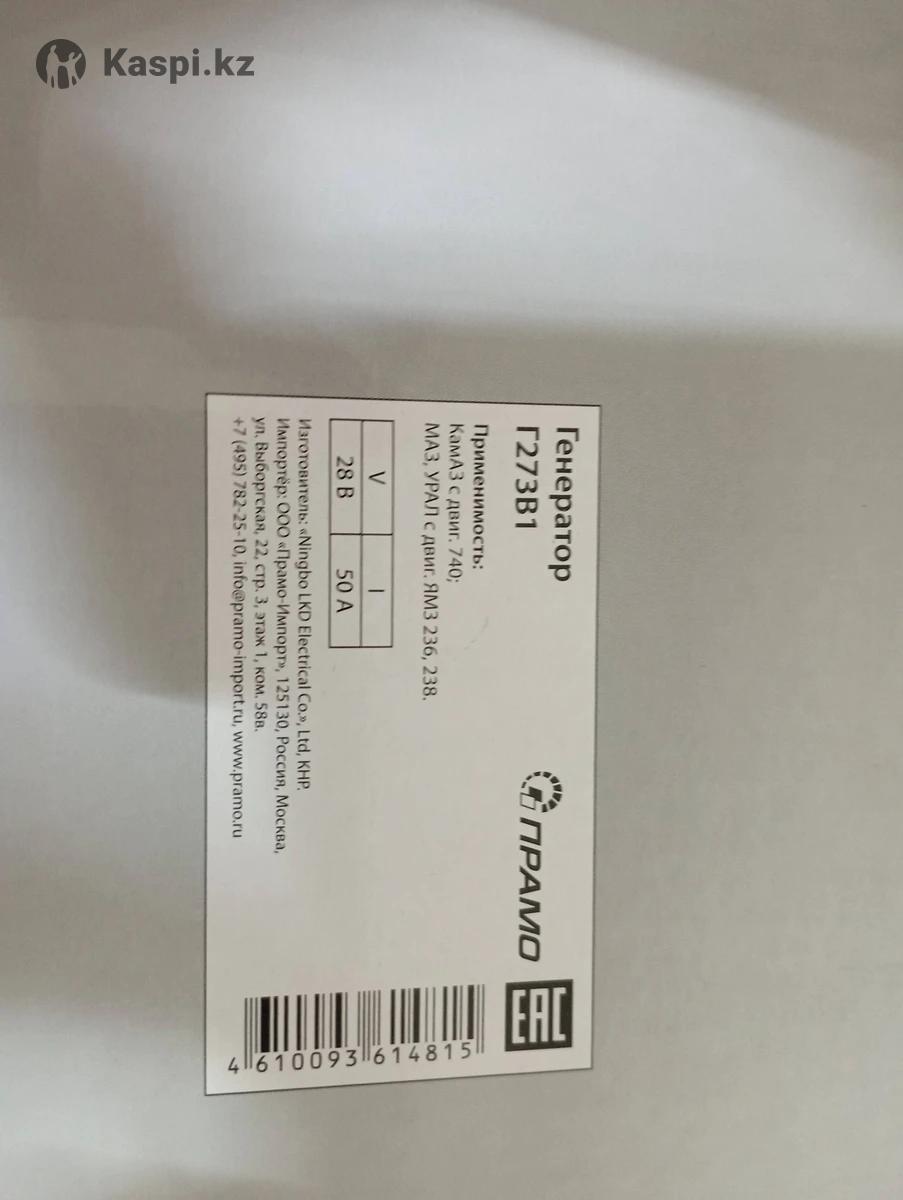 Kaspi.kz
Генератор
Г273В1
ПРАМО
EAC
Применимость:
КамАЗ с двиг. 740;
МАЗ, УРАЛ с двиг. ЯМЗ 236, 238.
V I
28 В 50 А
Изготовитель: «Ningbo LKD Electrical Co.», Ltd, КНР.
Импортёр: ООО «Прамо-Импорт», 125130, Россия, Москва,
ул. Выборгская, 22, стр. 3, этаж 1, ком. 58в.
+7 (495) 782-25-10, info@pramo-import.ru, www.pramo.ru
4 610093 614815